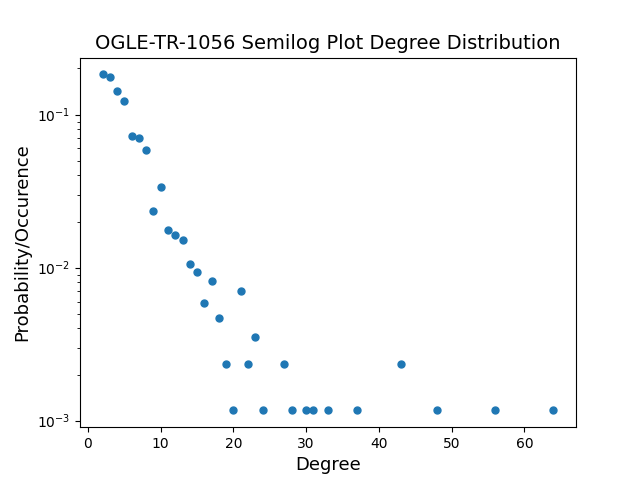 OGLE-TR-1056 Semilog Plot Degree Distribution
10⁻¹
10⁻²
10⁻³
Probability/Occurence
0 10 20 30 40 50 60
Degree